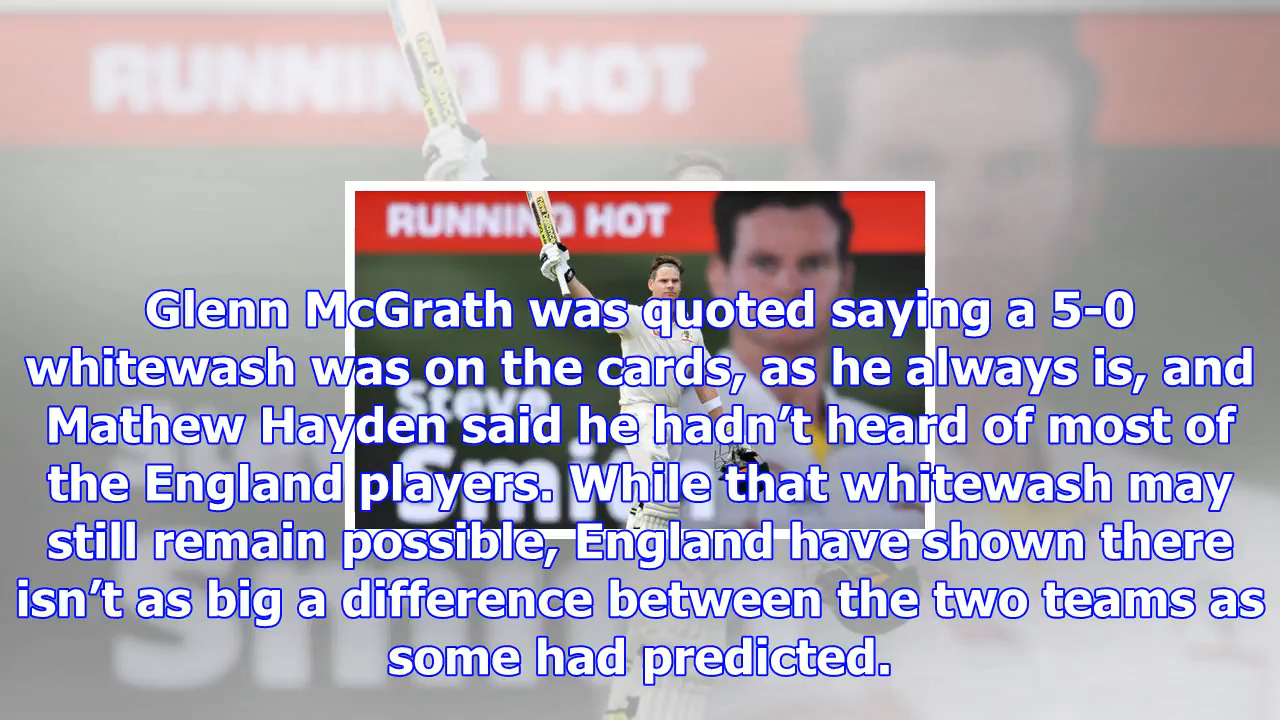 RUNNING HOT
RUNNING HOT
Glenn McGrath was quoted saying a 5-0
whitewash was on the cards, as he always is, and
Steve
Mathew Hayden said he hadn’t heard of most of
Smith
the England players. While that whitewash may
still remain possible, England have shown there
isn’t as big a difference between the two teams as
some had predicted.